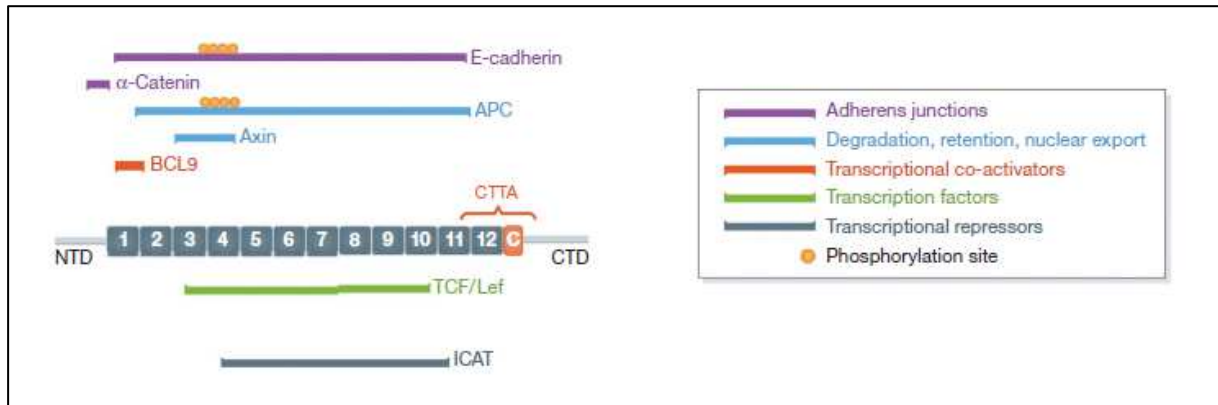 E-cadherin
α-Catenin
APC
Axin
BCL9
CTTA
1 2 3 4 5 6 7 8 9 10 11 12 C
NTD
CTD
TCF/Lef
ICAT
Adherens junctions
Degradation, retention, nuclear export
Transcriptional co-activators
Transcription factors
Transcriptional repressors
Phosphorylation site